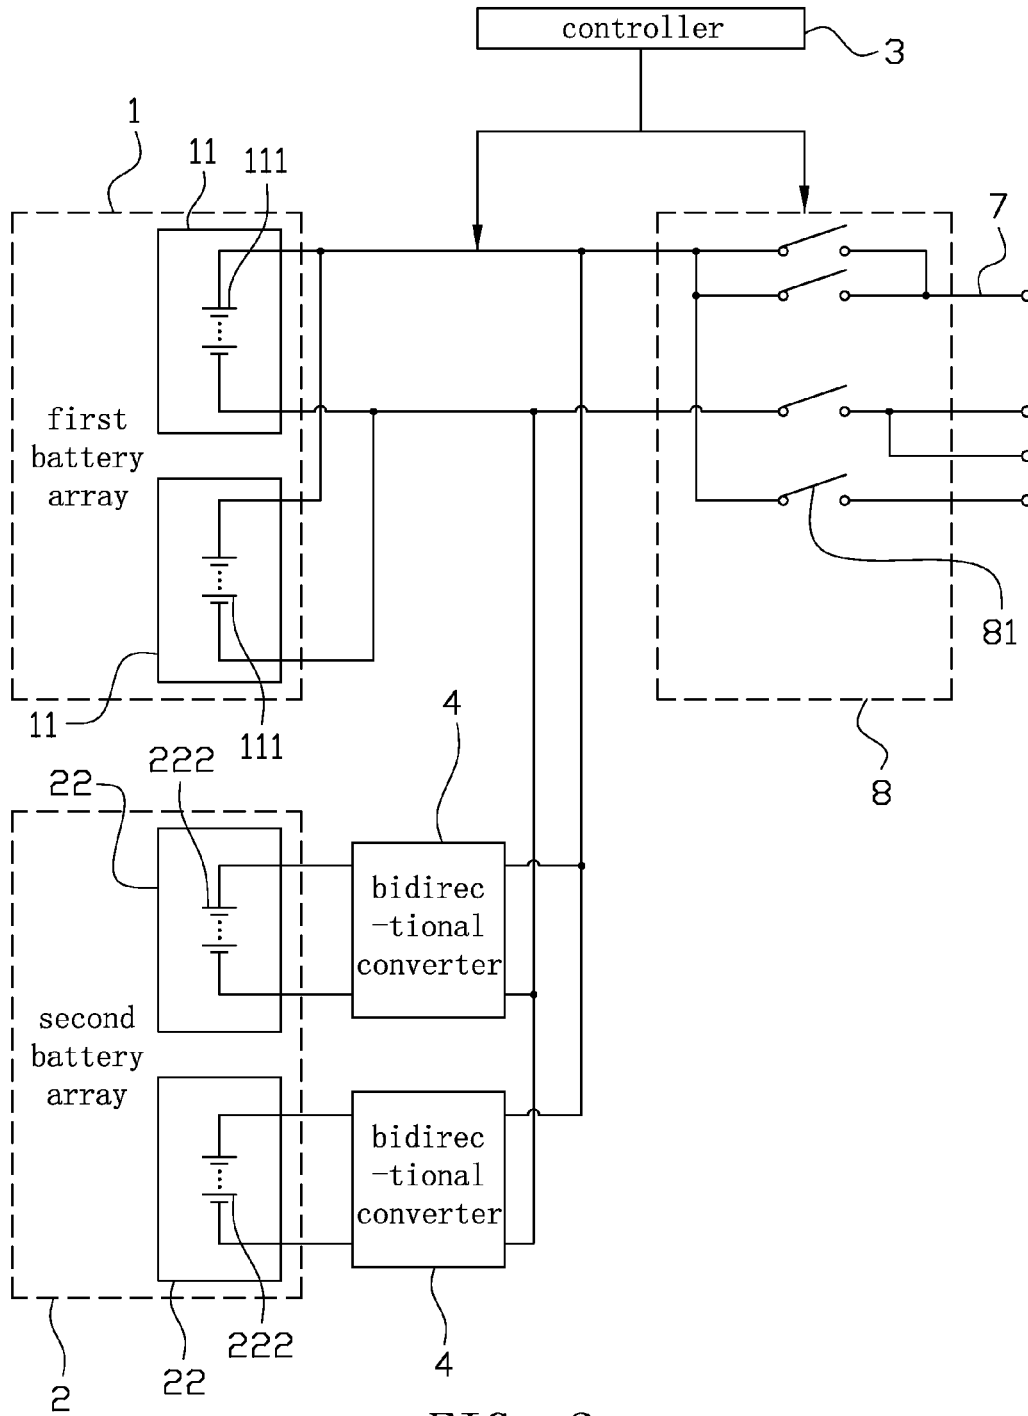 controller
3
1
11
111
7
first
battery
array
81
11
111
8
4
222
22
bidirec
-tional
converter
second
battery
array
bidirec
-tional
converter
2
22
222
4